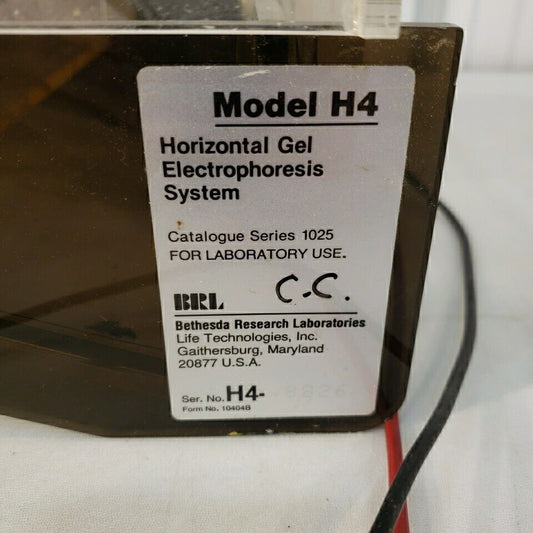 Model H4
Horizontal Gel
Electrophoresis
System
Catalogue Series 1025
FOR LABORATORY USE.
BRL C.C.
Bethesda Research Laboratories
Life Technologies, Inc.
Gaithersburg, Maryland
20877 U.S.A.
Ser. No. H4-
Form No. 10404B